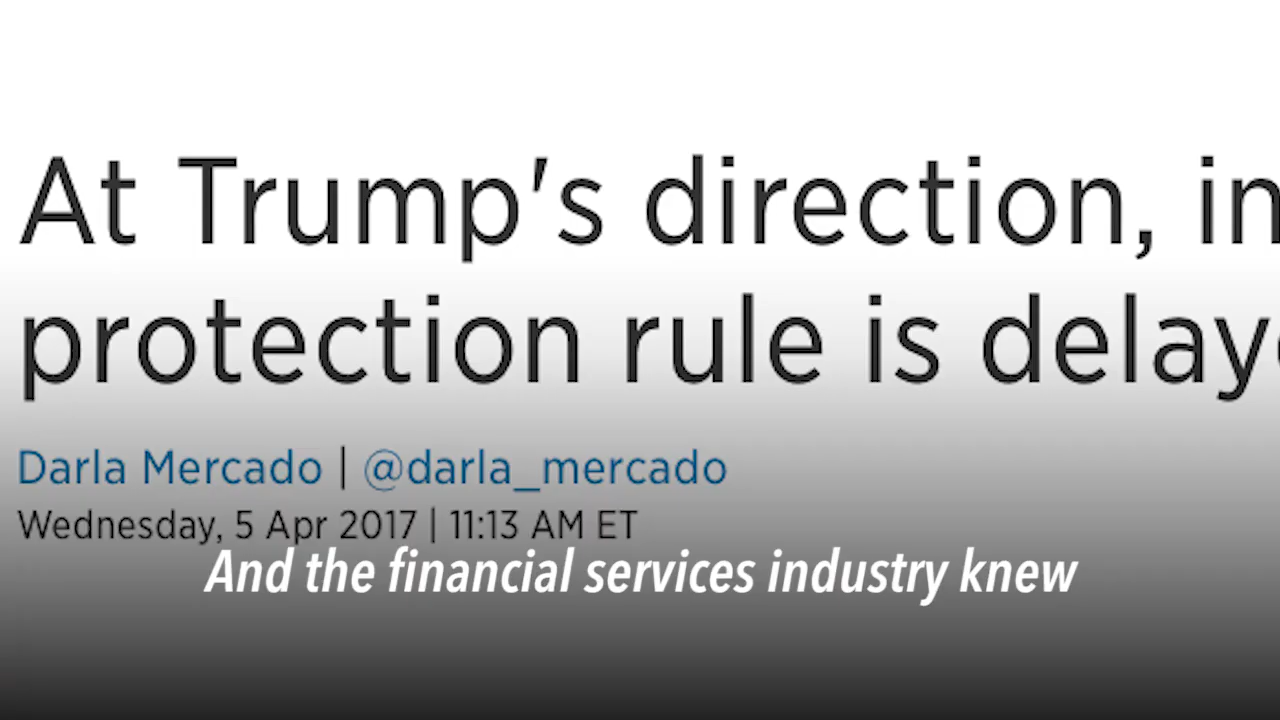 At Trump's direction, in
protection rule is delay
Darla Mercado | @darla_mercado
Wednesday, 5 Apr 2017 | 11:13 AM ET
And the financial services industry knew